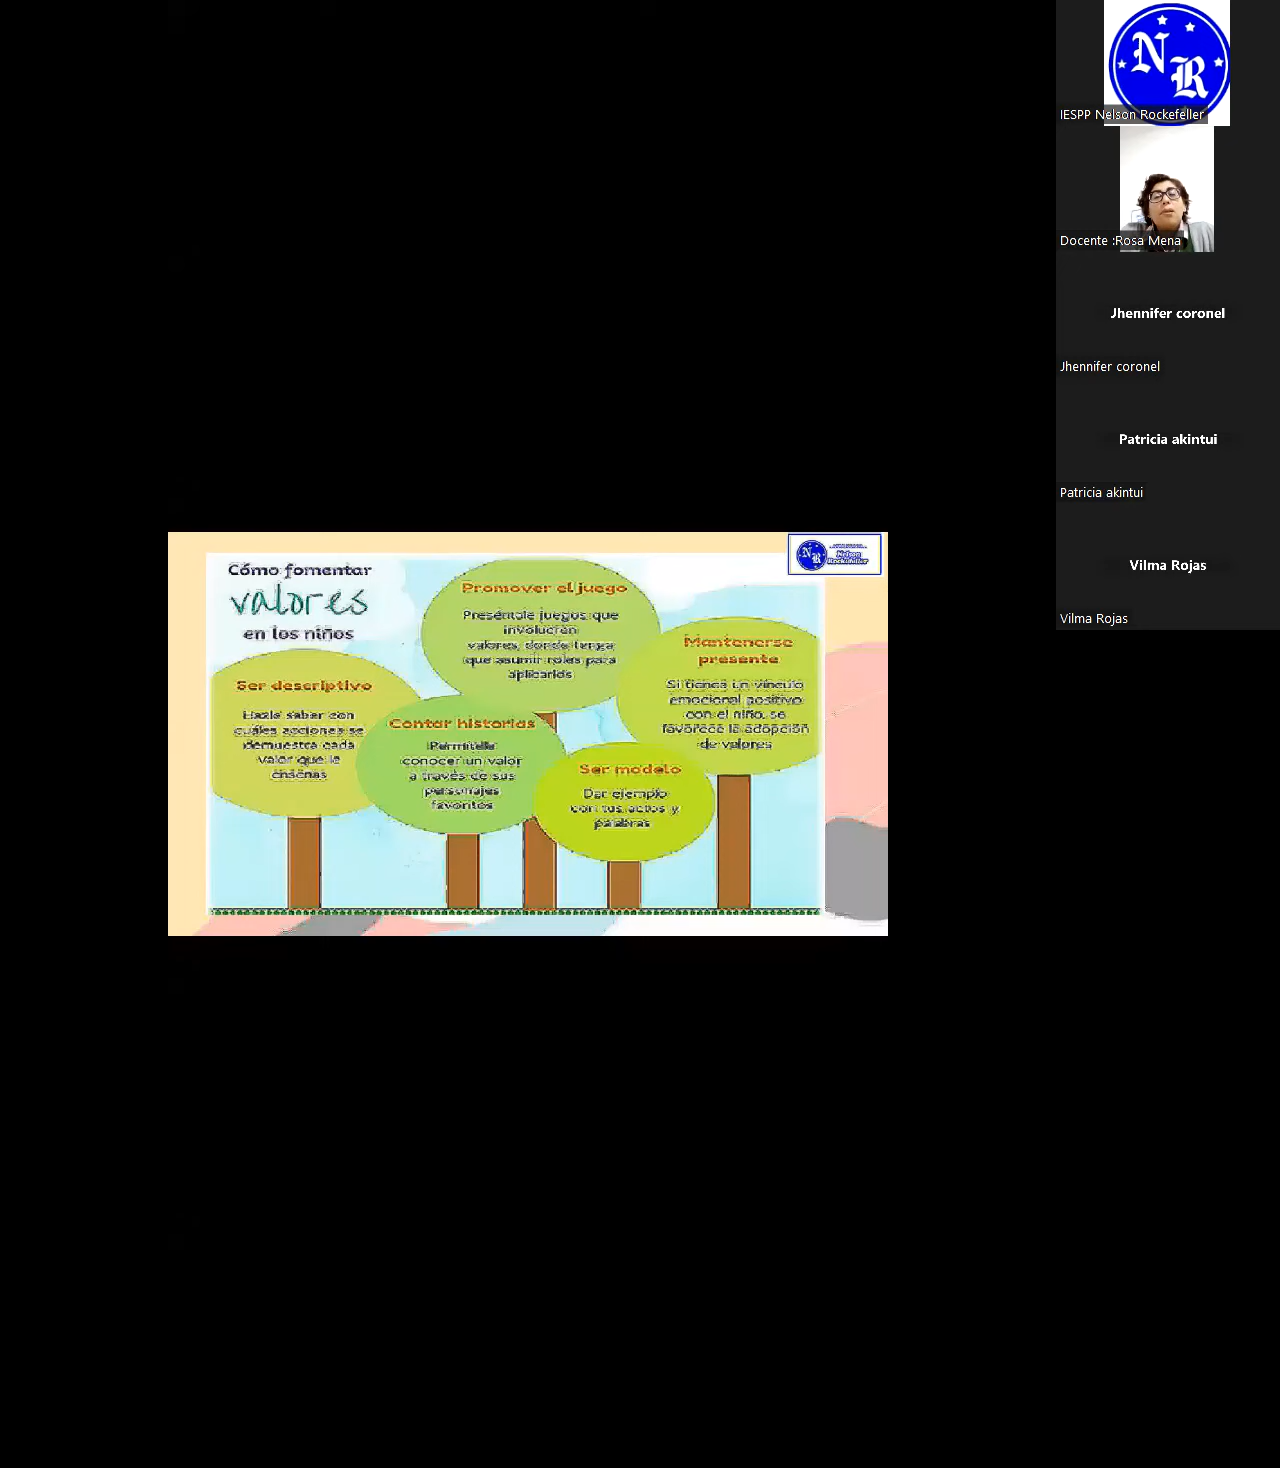 N
R
IESPP Nelson Rockefeller
Docente :Rosa Mena
Jhennifer coronel
Jhennifer coronel
Patricia akintui
Patricia akintui
Vilma Rojas
Vilma Rojas
NR
Nelson
Rockefeller
Cómo fomentar
valores
en los niños
Promover el juego
Preséntale juegos que
involucren
valores, donde tenga
que asumir roles para
aplicarlos
Mantenerse
presente
Si tienes un vínculo
emocional positivo
con el niño, se
favorece la adopción
de valores
Ser descriptivo
Hazle saber con
cuáles acciones se
demuestra cada
valor que le
enseñas
Contar historias
Permítele
conocer un valor
a través de sus
personajes
favoritos
Ser modelo
Dar ejemplo
con tus actos y
palabras